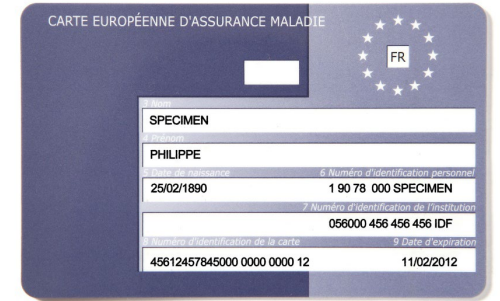 CARTE EUROPÉENNE D'ASSURANCE MALADIE
FR
3 Nom
SPECIMEN
4 Prénom
PHILIPPE
5 Date de naissance 6 Numéro d'identification personnel
25/02/1890 1 90 78 000 SPECIMEN
7 Numéro d'identification de l'institution
056000 456 456 456 IDF
8 Numéro d'identification de la carte 9 Date d'expiration
45612457845000 0000 0000 12 11/02/2012